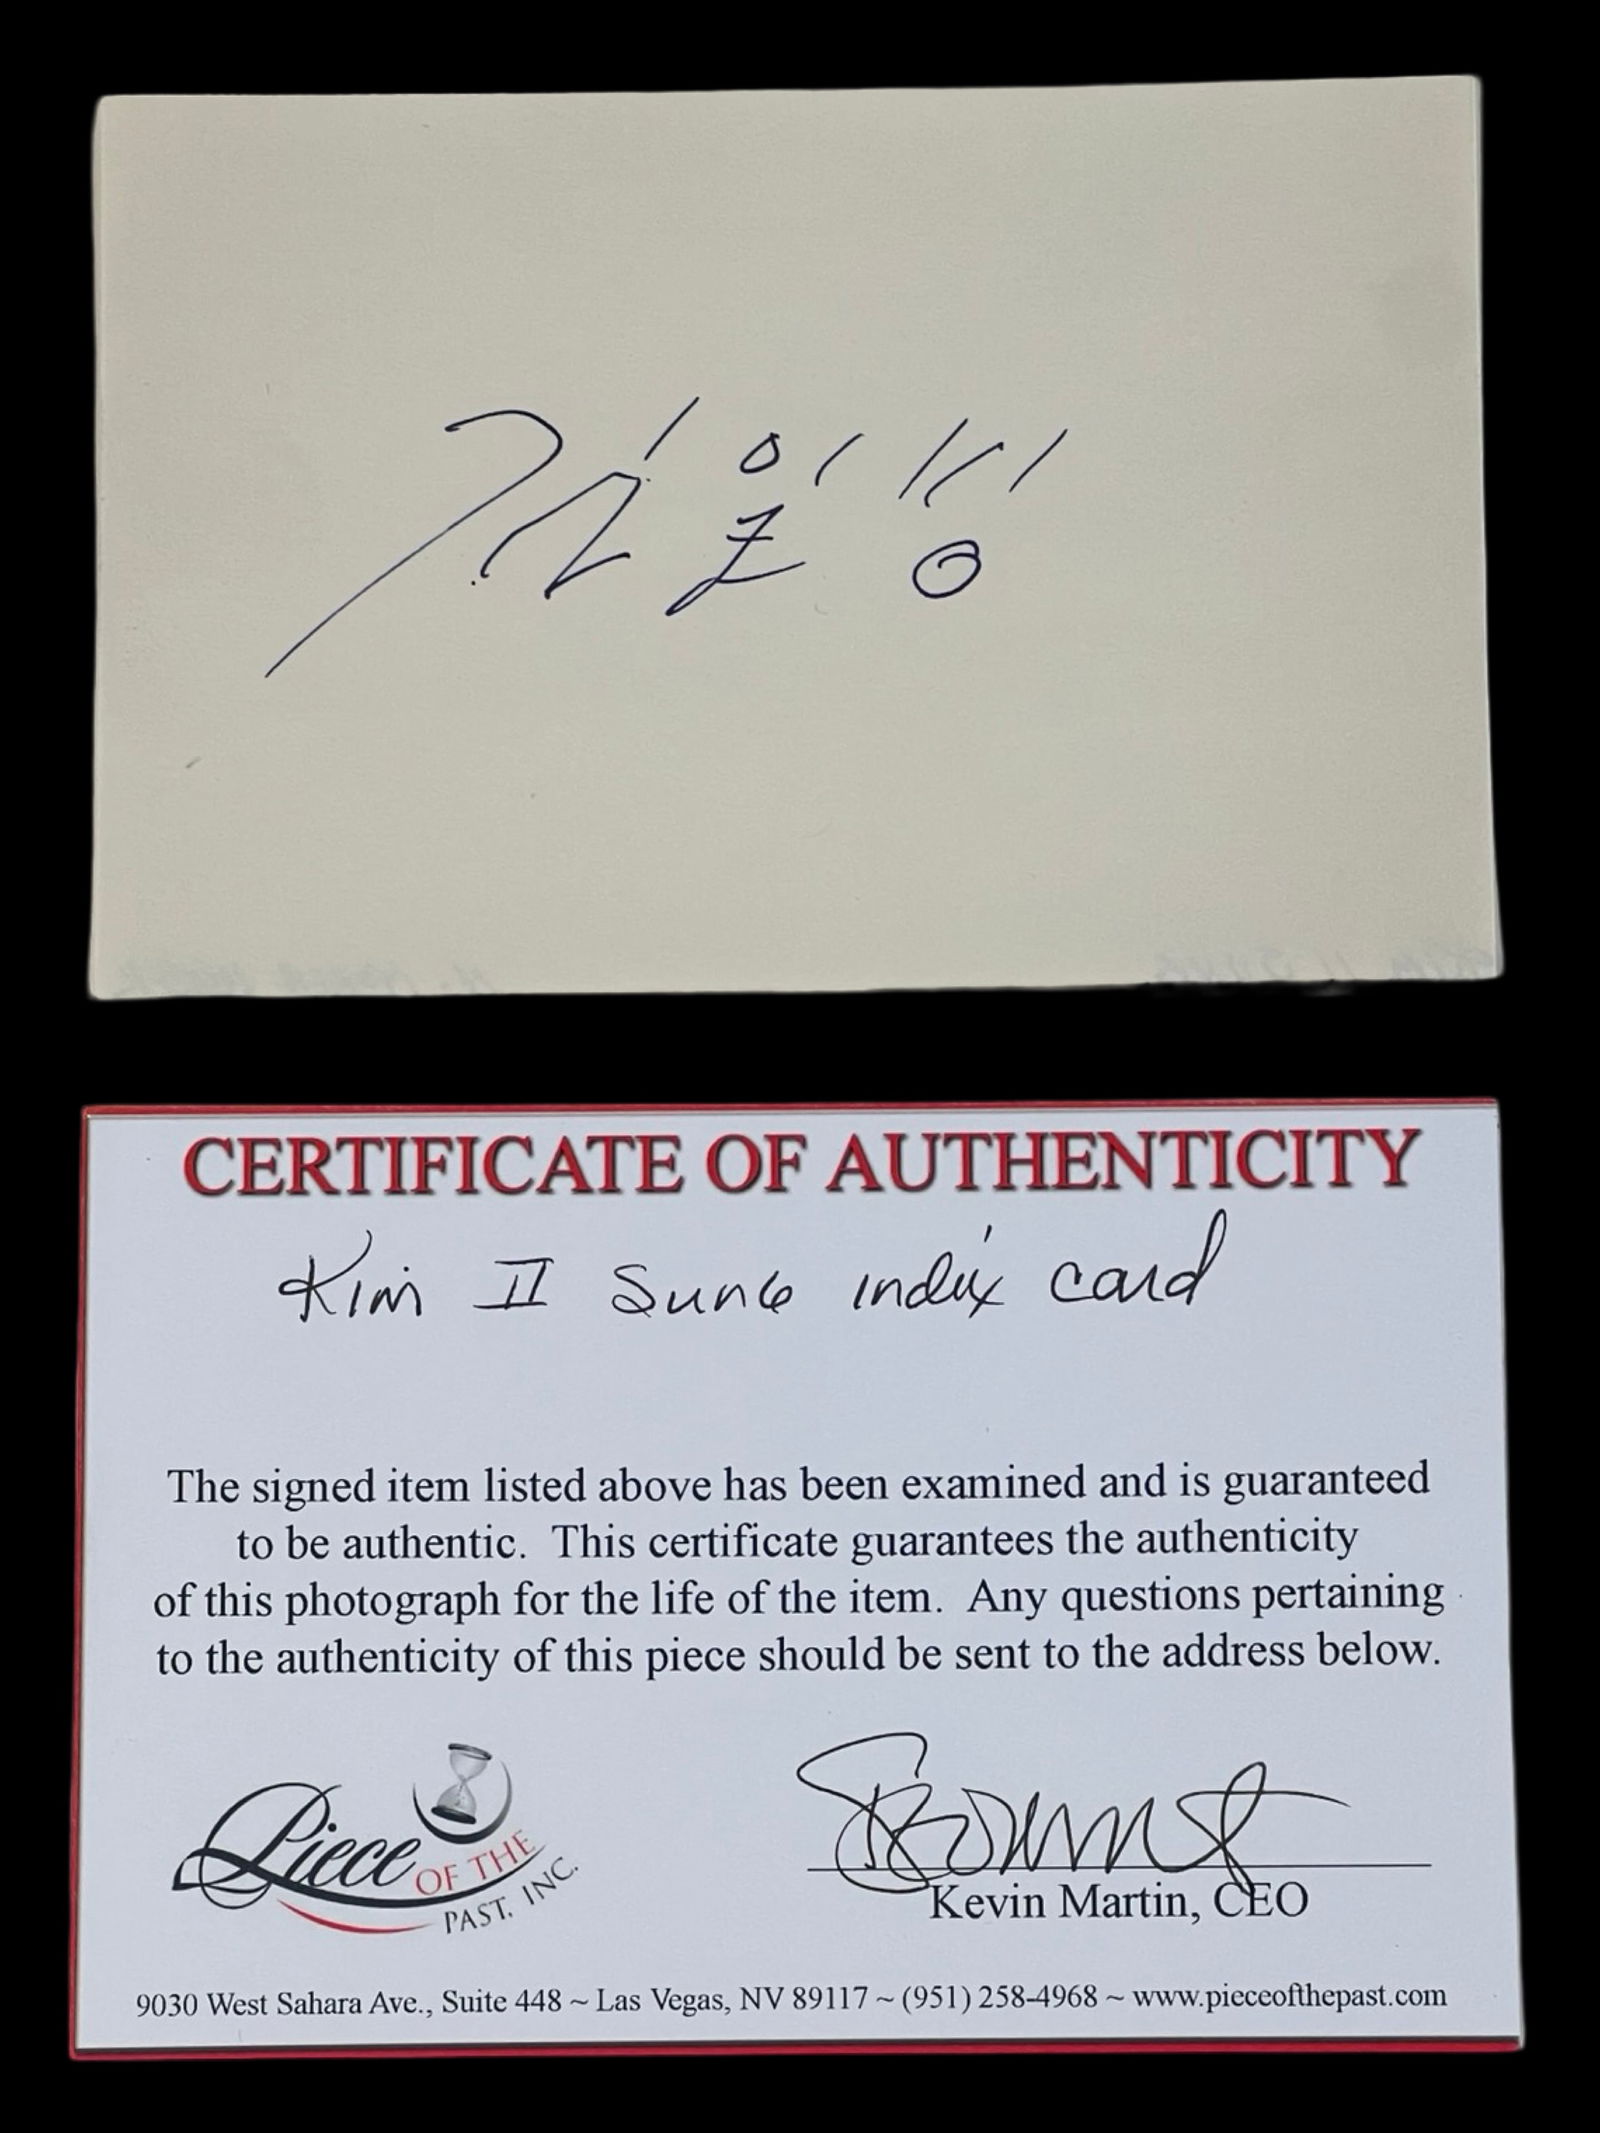 김일성
CERTIFICATE OF AUTHENTICITY
Kim II Sung index card
The signed item listed above has been examined and is guaranteed
to be authentic. This certificate guarantees the authenticity
of this photograph for the life of the item. Any questions pertaining
to the authenticity of this piece should be sent to the address below.
Piece OF THE
PAST, INC.
Kevin Martin, CEO
9030 West Sahara Ave., Suite 448 ~ Las Vegas, NV 89117 ~ (951) 258-4968 ~ www.pieceofthepast.com